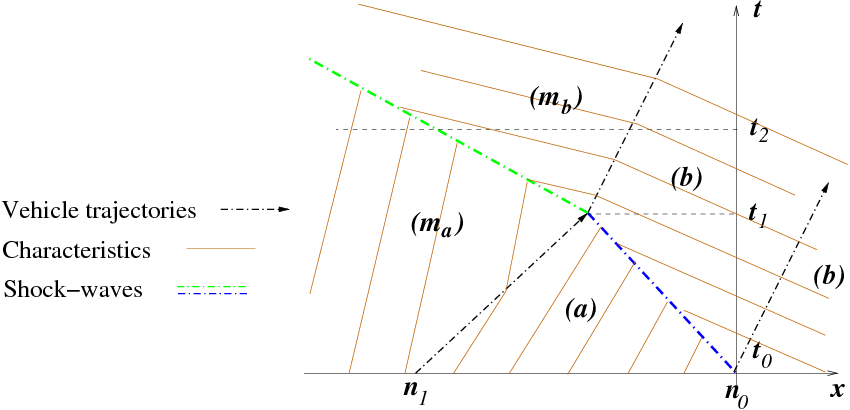 t
(m_b)
t_2
(b)
Vehicle trajectories
t_1
(m_a)
Characteristics
(b)
Shock−waves
(a)
t_0
n_1
n_0
x